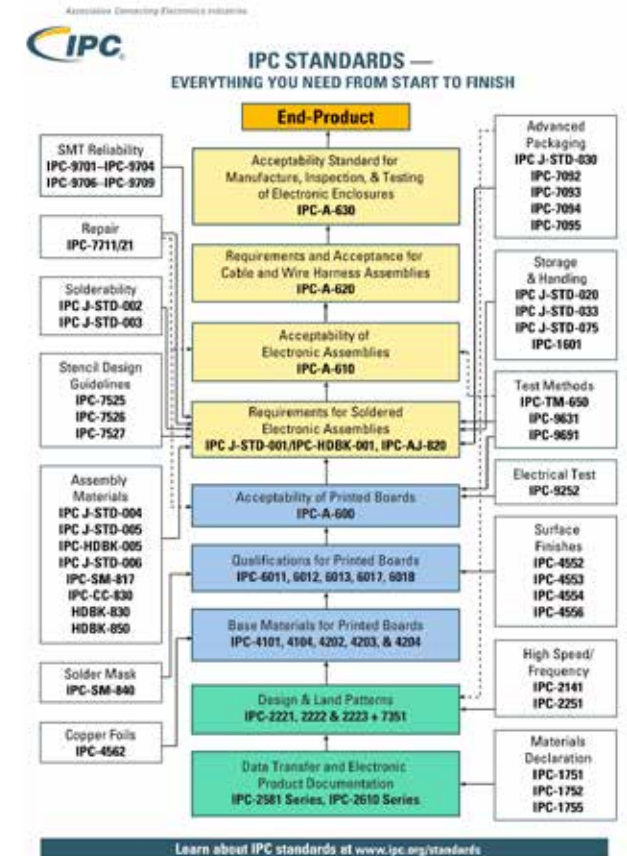 Association Connecting Electronics Industries
IPC
IPC STANDARDS —
EVERYTHING YOU NEED FROM START TO FINISH
End-Product
Acceptability Standard for
Manufacture, Inspection, & Testing
of Electronic Enclosures
IPC-A-630
Requirements and Acceptance for
Cable and Wire Harness Assemblies
IPC-A-620
Acceptability of
Electronic Assemblies
IPC-A-610
Requirements for Soldered
Electronic Assemblies
IPC J-STD-001/IPC-HDBK-001, IPC-AJ-820
Acceptability of Printed Boards
IPC-A-600
Qualifications for Printed Boards
IPC-6011, 6012, 6013, 6017, 6018
Base Materials for Printed Boards
IPC-4101, 4104, 4202, 4203, & 4204
Design & Land Patterns
IPC-2221, 2222 & 2223 + 7351
Data Transfer and Electronic
Product Documentation
IPC-2581 Series, IPC-2610 Series
SMT Reliability
IPC-9701–IPC-9704
IPC-9706–IPC-9709
Repair
IPC-7711/21
Solderability
IPC J-STD-002
IPC J-STD-003
Stencil Design
Guidelines
IPC-7525
IPC-7526
IPC-7527
Assembly
Materials
IPC J-STD-004
IPC J-STD-005
IPC-HDBK-005
IPC J-STD-006
IPC-SM-817
IPC-CC-830
HDBK-830
HDBK-850
Solder Mask
IPC-SM-840
Copper Foils
IPC-4562
Advanced
Packaging
IPC J-STD-030
IPC-7092
IPC-7093
IPC-7094
IPC-7095
Storage
& Handling
IPC J-STD-020
IPC J-STD-033
IPC J-STD-075
IPC-1601
Test Methods
IPC-TM-650
IPC-9631
IPC-9691
Electrical Test
IPC-9252
Surface
Finishes
IPC-4552
IPC-4553
IPC-4554
IPC-4556
High Speed/
Frequency
IPC-2141
IPC-2251
Materials
Declaration
IPC-1751
IPC-1752
IPC-1755
Learn about IPC standards at www.ipc.org/standards